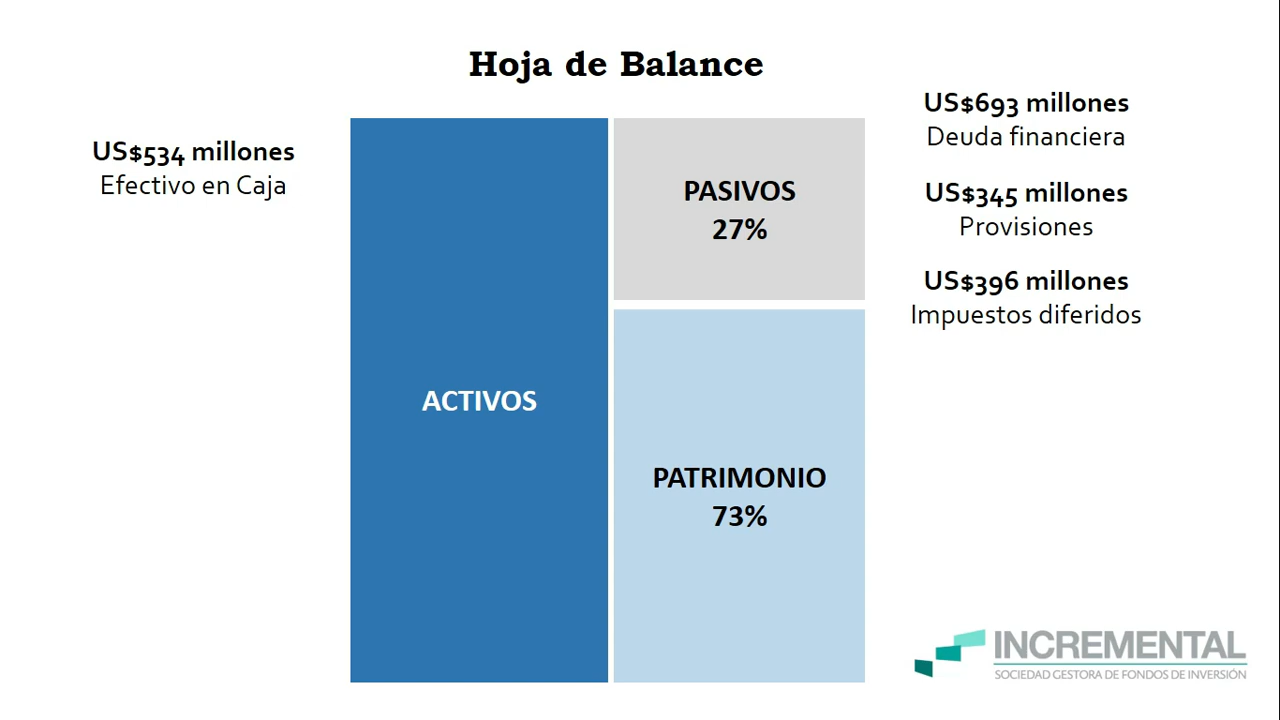 Hoja de Balance
US$534 millones
Efectivo en Caja
ACTIVOS
PASIVOS
27%
PATRIMONIO
73%
US$693 millones
Deuda financiera
US$345 millones
Provisiones
US$396 millones
Impuestos diferidos
INCREMENTAL
SOCIEDAD GESTORA DE FONDOS DE INVERSIÓN